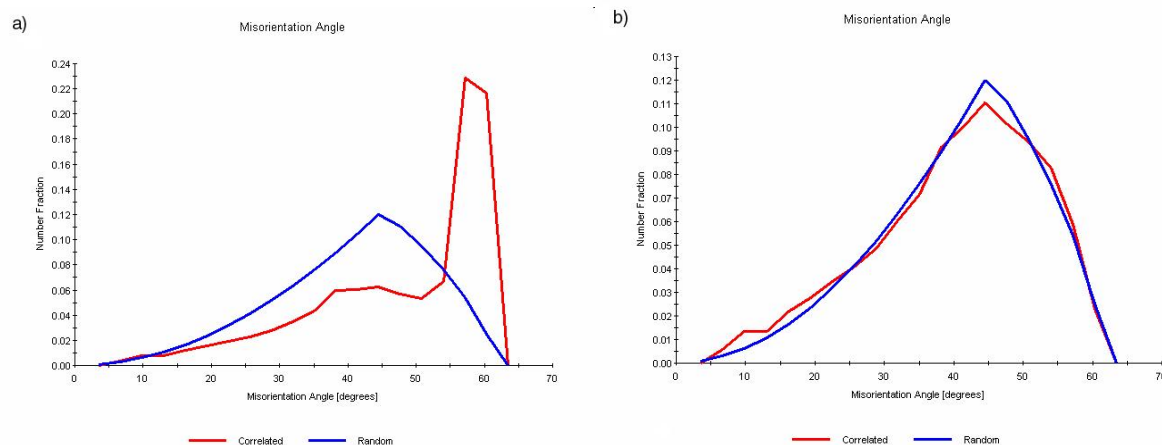 a)
Misorientation Angle
0.24
0.22
0.20
0.18
0.16
0.14
0.12
0.10
0.08
0.06
0.04
0.02
0.00
Number Fraction
0 10 20 30 40 50 60 70
Misorientation Angle [degrees]
Correlated Random
b)
Misorientation Angle
0.13
0.12
0.11
0.10
0.09
0.08
0.07
0.06
0.05
0.04
0.03
0.02
0.01
0.00
Number Fraction
0 10 20 30 40 50 60 70
Misorientation Angle [degrees]
Correlated Random